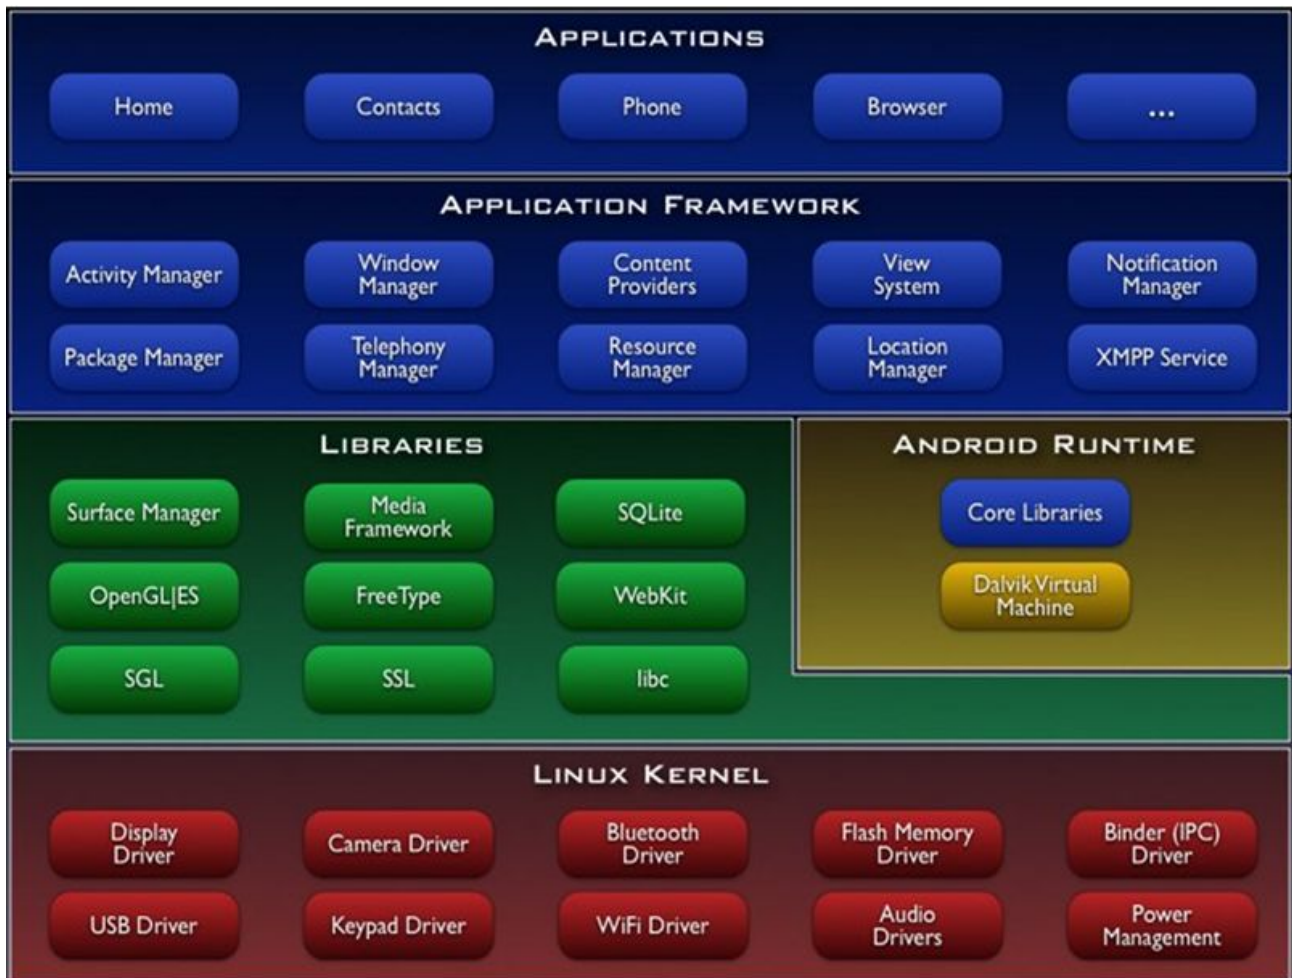 APPLICATIONS
Home
Contacts
Phone
Browser
...
APPLICATION FRAMEWORK
Activity Manager
Window
Manager
Content
Providers
View
System
Notification
Manager
Package Manager
Telephony
Manager
Resource
Manager
Location
Manager
XMPP Service
LIBRARIES
Surface Manager
Media
Framework
SQLite
OpenGL|ES
FreeType
WebKit
SGL
SSL
libc
ANDROID RUNTIME
Core Libraries
Dalvik Virtual
Machine
LINUX KERNEL
Display
Driver
Camera Driver
Bluetooth
Driver
Flash Memory
Driver
Binder (IPC)
Driver
USB Driver
Keypad Driver
WiFi Driver
Audio
Drivers
Power
Management